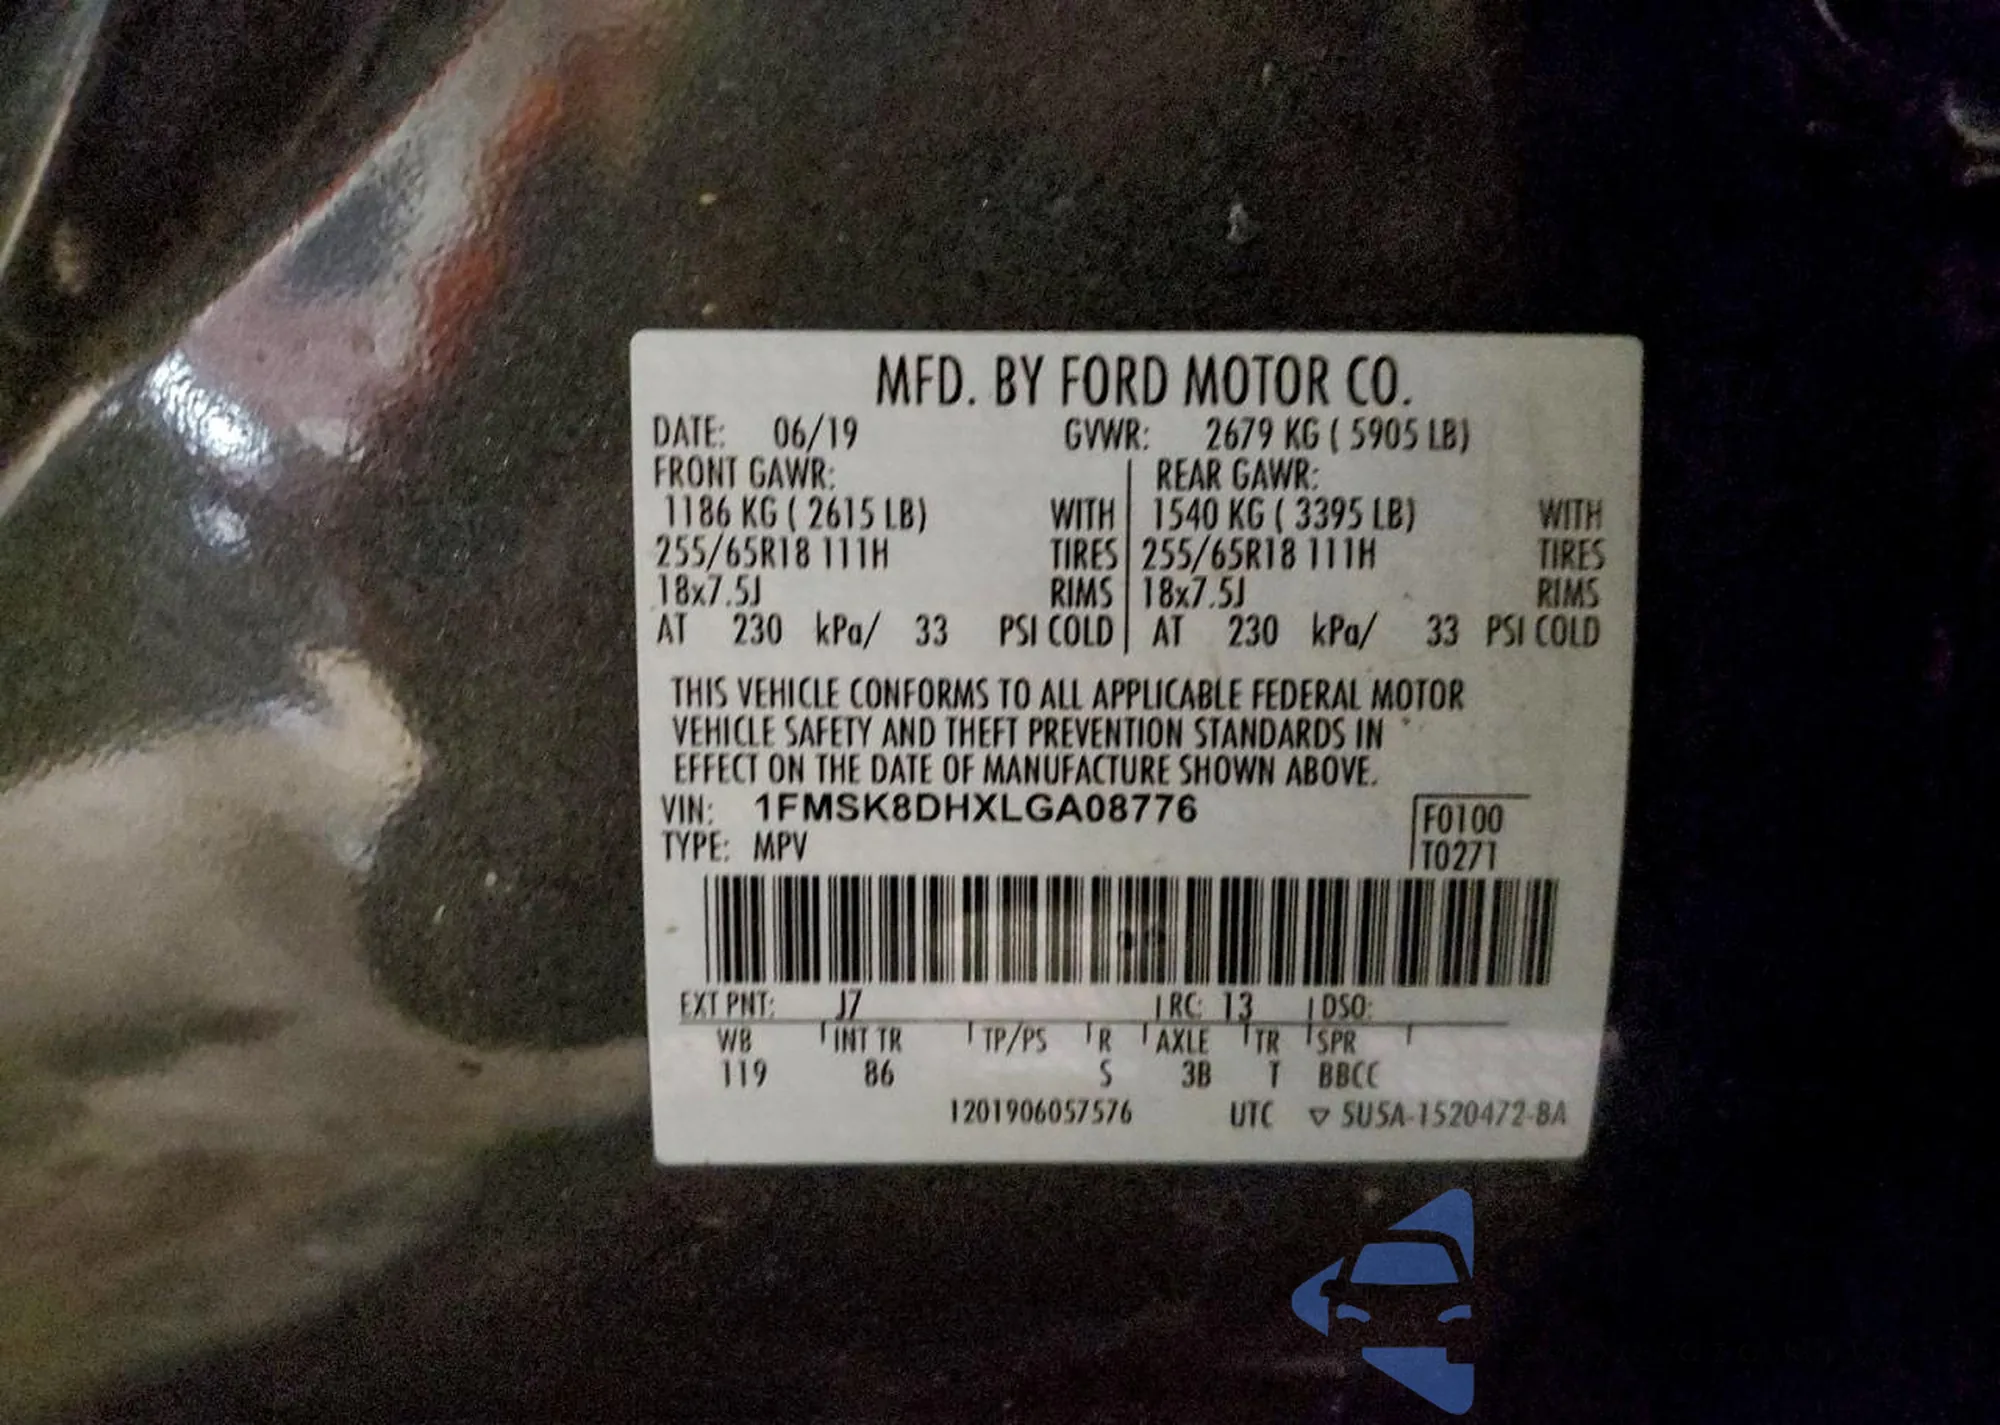 MFD. BY FORD MOTOR CO.
DATE: 06/19 GVWR: 2679 KG ( 5905 LB)
FRONT GAWR: REAR GAWR:
1186 KG ( 2615 LB) WITH 1540 KG ( 3395 LB) WITH
255/65R18 111H TIRES 255/65R18 111H TIRES
18x7.5J RIMS 18x7.5J RIMS
AT 230 kPa/ 33 PSI COLD AT 230 kPa/ 33 PSI COLD
THIS VEHICLE CONFORMS TO ALL APPLICABLE FEDERAL MOTOR
VEHICLE SAFETY AND THEFT PREVENTION STANDARDS IN
EFFECT ON THE DATE OF MANUFACTURE SHOWN ABOVE.
VIN: 1FMSK8DHXLGA08776 F0100
TYPE: MPV T0271
EXT PNT: J7 RC: 13 DSO:
WB INT TR TP/PS R AXLE TR SPR
119 86 S 3B T BBCC
1201906057576 UTC ▽ 5U5A-1520472-BA